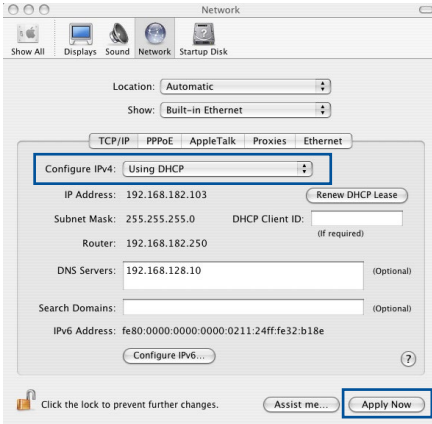 Network
Show All Displays Sound Network Startup Disk
Location: Automatic
Show: Built-in Ethernet
TCP/IP PPPoE AppleTalk Proxies Ethernet
Configure IPv4: Using DHCP
IP Address: 192.168.182.103 Renew DHCP Lease
Subnet Mask: 255.255.255.0 DHCP Client ID:
(If required)
Router: 192.168.182.250
DNS Servers: 192.168.128.10 (Optional)
Search Domains: (Optional)
IPv6 Address: fe80:0000:0000:0000:0211:24ff:fe32:b18e
Configure IPv6... ?
Click the lock to prevent further changes. Assist me... Apply Now